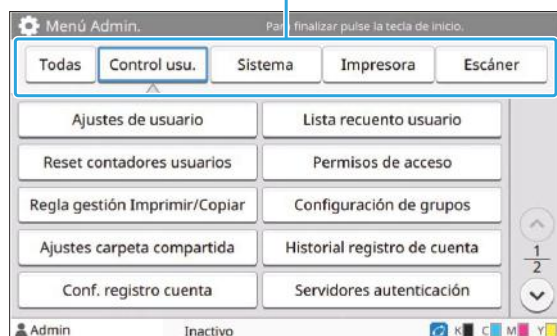 Menú Admin. Para finalizar pulse la tecla de inicio.
Todas Control usu. Sistema Impresora Escáner
Ajustes de usuario Lista recuento usuario
Reset contadores usuarios Permisos de acceso
Regla gestión Imprimir/Copiar Configuración de grupos
Ajustes carpeta compartida Historial registro de cuenta
1
2
Conf. registro cuenta Servidores autenticación
Admin Inactivo K C M Y